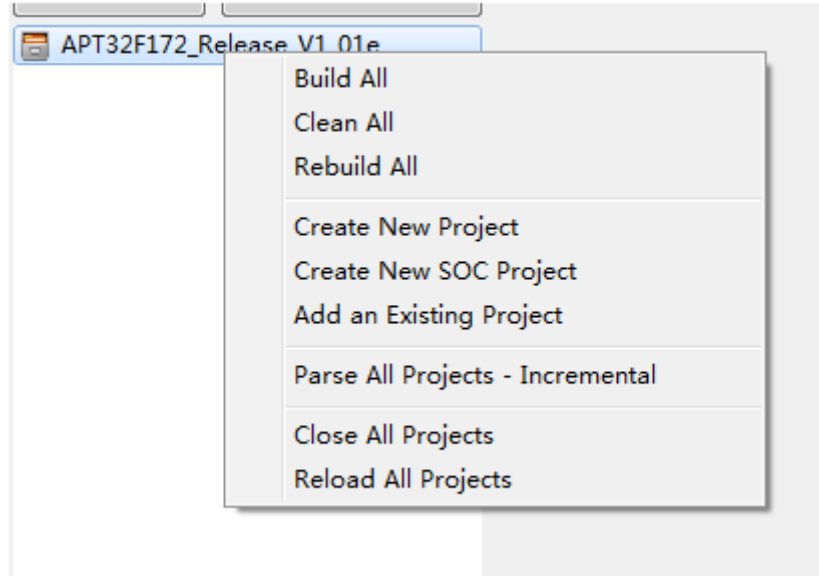 APT32F172_Release_V1_01e
Build All
Clean All
Rebuild All
Create New Project
Create New SOC Project
Add an Existing Project
Parse All Projects - Incremental
Close All Projects
Reload All Projects